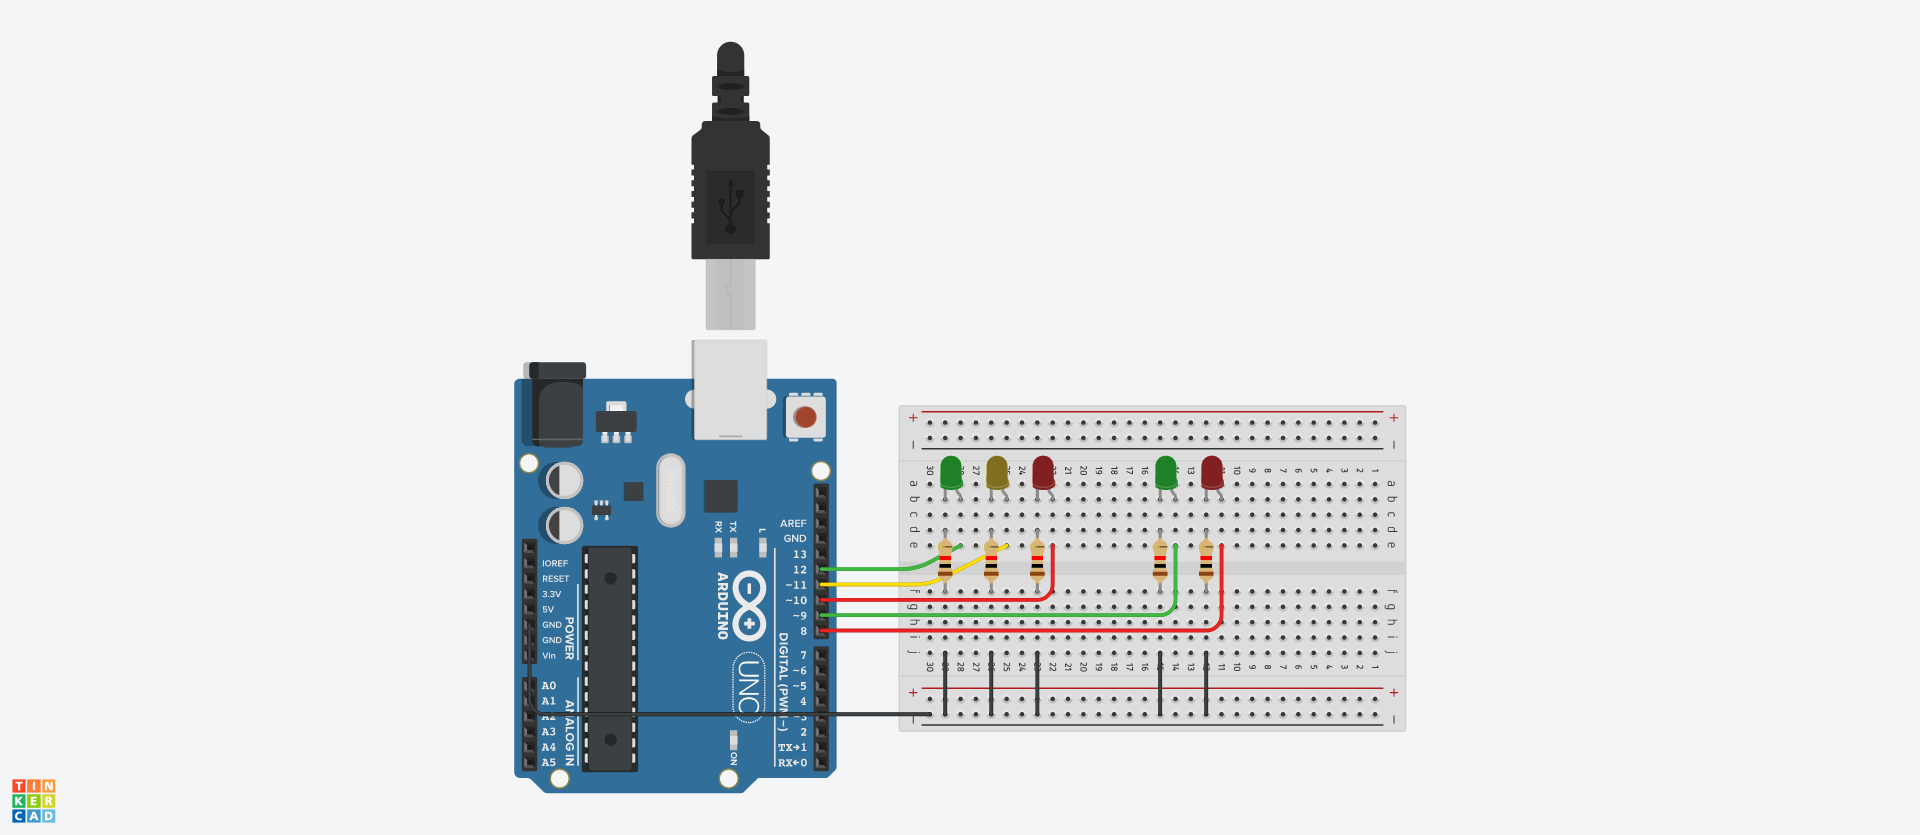 AREF
GND
13
12
~11
~10
~9
8
7
~6
~5
4
~3
2
TX→1
RX←0
DIGITAL (PWM~)
RX
TX
L
ARDUINO
UNO
ON
IOREF
RESET
3.3V
5V
GND
GND
Vin
POWER
A0
A1
A2
A3
A4
A5
ANALOG IN
+ +
- -
30 27 24 21 20 19 18 17 16 13 10 9 8 7 6 5 4 3 2 1
a a
b b
c c
d d
e e
f f
g g
h h
i i
j j
30 28 27 25 24 22 21 20 19 18 17 16 14 13 11 10 9 8 7 6 5 4 3 2 1
+ +
- -
TIN
KER
CAD